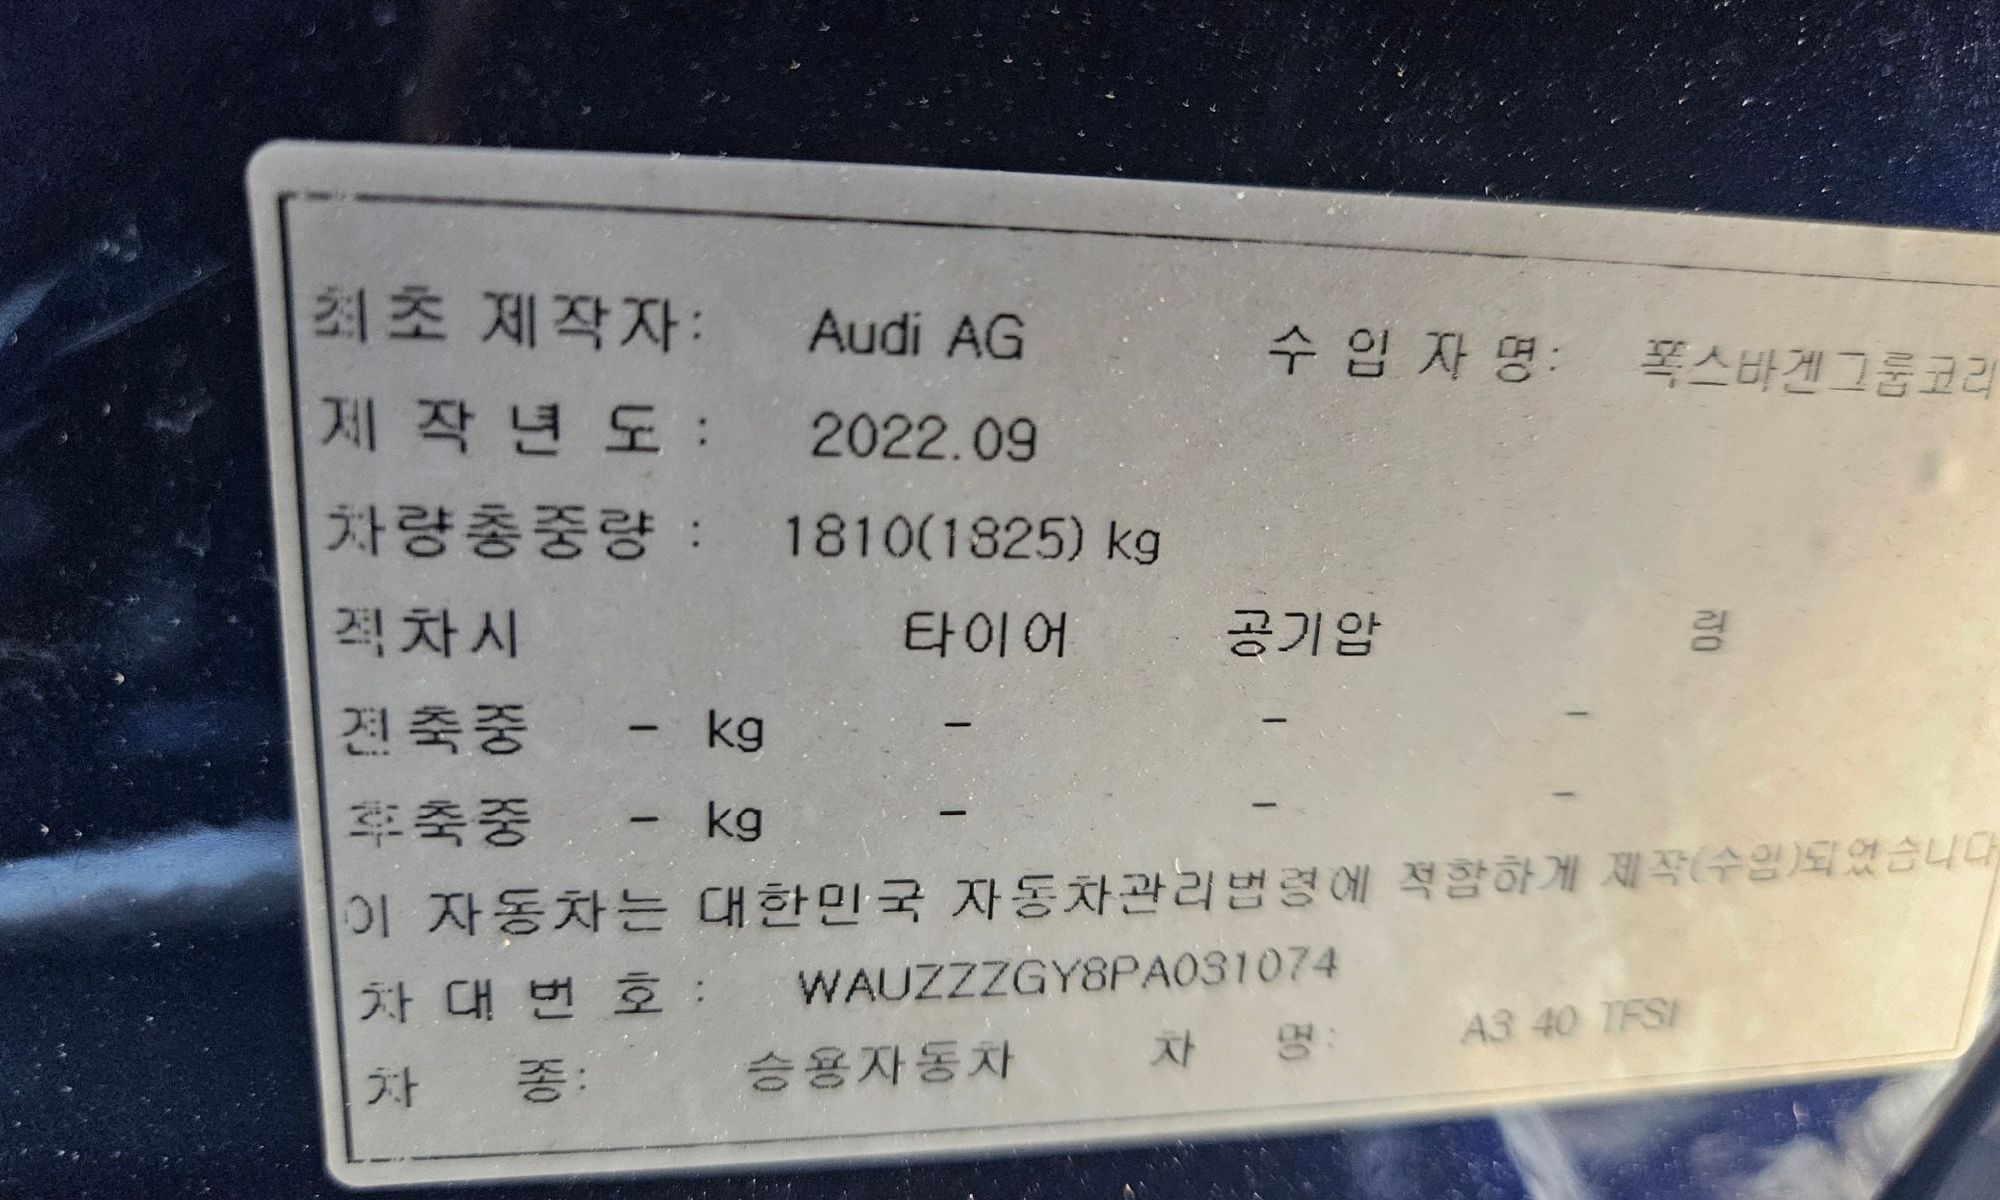 최초 제작자: Audi AG 수입자명: 폭스바겐그룹코리
제작년도 : 2022.09
차량총중량 : 1810(1825) kg
적차시 타이어 공기압 림
전축중 - kg - - -
후축중 - kg - - -
이 자동차는 대한민국 자동차관리법령에 적합하게 제작(수입)되었습니다
차대번호 : WAUZZZGY8PA031074
차 종: 승용자동차 차 명: A3 40 TFSI